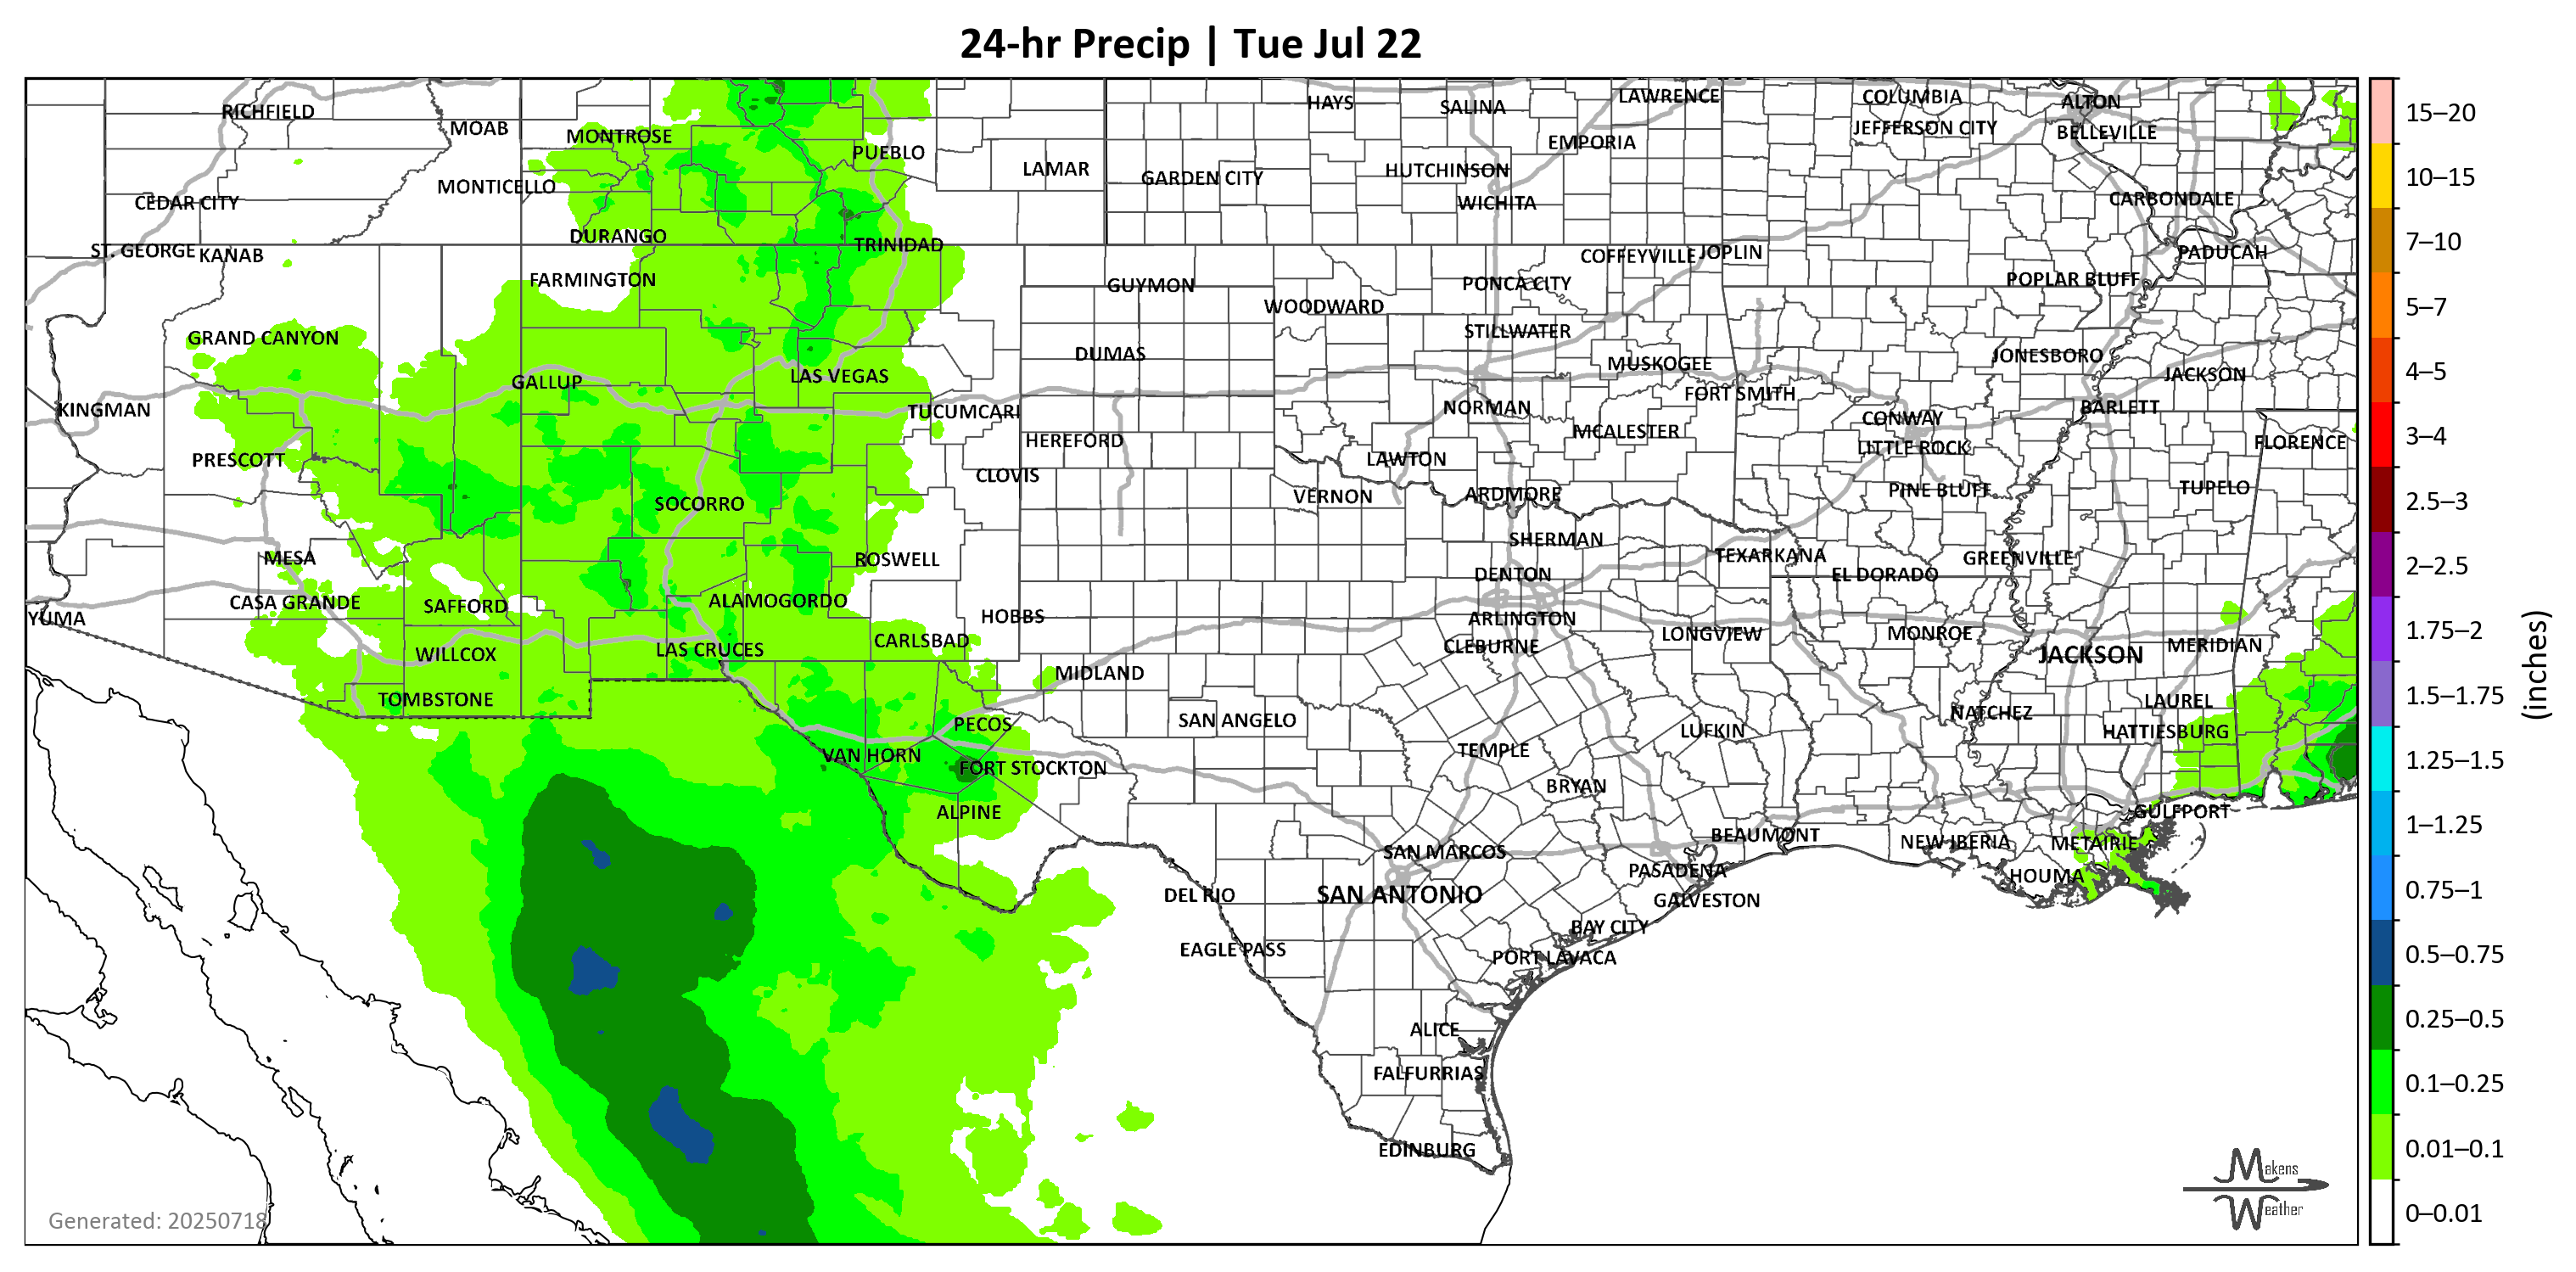 24-hr Precip | Tue Jul 22
RICHFIELD
MOAB
MONTROSE
PUEBLO
LAMAR
HAYS
SALINA
LAWRENCE
COLUMBIA
ALTON
JEFFERSON CITY
BELLEVILLE
EMPORIA
HUTCHINSON
GARDEN CITY
MONTICELLO
CEDAR CITY
WICHITA
CARBONDALE
DURANGO
TRINIDAD
ST. GEORGE
KANAB
COFFEYVILLE
JOPLIN
PADUCAH
FARMINGTON
GUYMON
PONCA CITY
POPLAR BLUFF
WOODWARD
GRAND CANYON
STILLWATER
DUMAS
JONESBORO
MUSKOGEE
LAS VEGAS
GALLUP
JACKSON
FORT SMITH
KINGMAN
TUCUMCARI
NORMAN
BARLETT
CONWAY
HEREFORD
MCALESTER
LITTLE ROCK
FLORENCE
PRESCOTT
LAWTON
CLOVIS
SOCORRO
VERNON
ARDMORE
PINE BLUFF
TUPELO
SHERMAN
MESA
ROSWELL
TEXARKANA
GREENVILLE
DENTON
EL DORADO
CASA GRANDE
SAFFORD
ALAMOGORDO
YUMA
HOBBS
ARLINGTON
CARLSBAD
CLEBURNE
LONGVIEW
MONROE
WILLCOX
LAS CRUCES
JACKSON
MERIDIAN
MIDLAND
TOMBSTONE
LAUREL
NATCHEZ
PECOS
SAN ANGELO
LUFKIN
HATTIESBURG
VAN HORN
TEMPLE
FORT STOCKTON
BRYAN
ALPINE
GULFPORT
BEAUMONT
NEW IBERIA
METAIRIE
SAN MARCOS
PASADENA
HOUMA
DEL RIO
SAN ANTONIO
GALVESTON
BAY CITY
EAGLE PASS
PORT LAVACA
ALICE
FALFURRIAS
EDINBURG
Generated: 20250718
Makens
Weather
15–20
10–15
7–10
5–7
4–5
3–4
2.5–3
2–2.5
1.75–2
1.5–1.75
1.25–1.5
1–1.25
0.75–1
0.5–0.75
0.25–0.5
0.1–0.25
0.01–0.1
0–0.01
(inches)